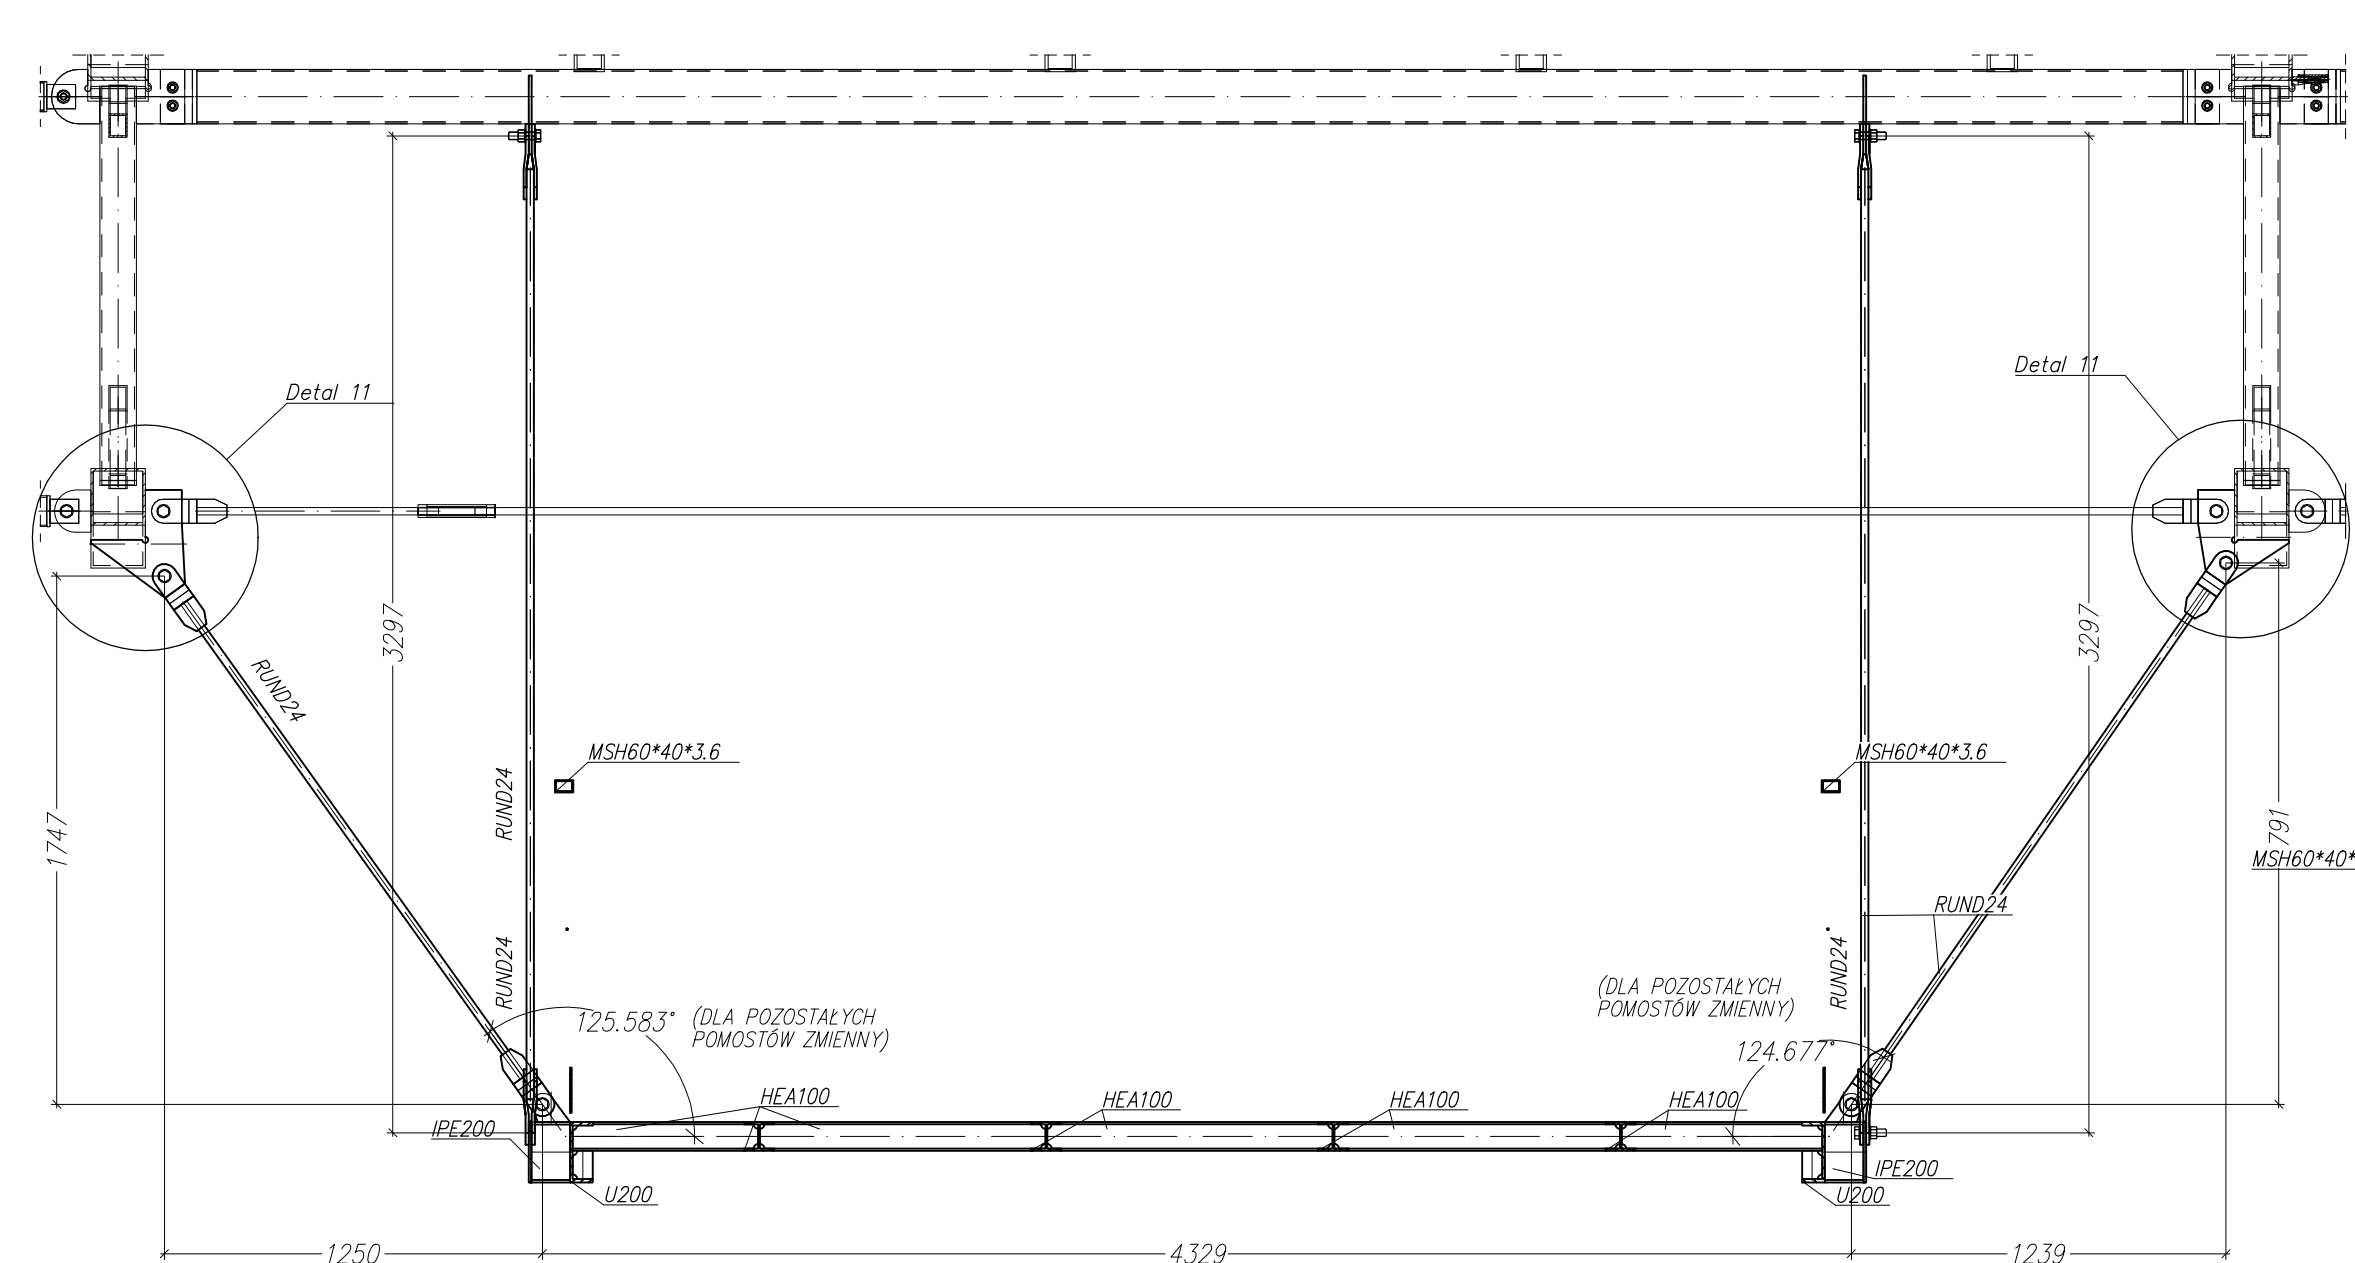 Detal 11
Detal 11
3297
3297
RUND24
MSH60*40*3.6
MSH60*40*3.6
RUND24
1747
791
MSH60*40*
RUND24
RUND24
RUND24
(DLA POZOSTAŁYCH
POMOSTÓW ZMIENNY)
125.583°
(DLA POZOSTAŁYCH
POMOSTÓW ZMIENNY)
124.677°
HEA100
HEA100
HEA100
HEA100
IPE200
IPE200
U200
U200
1250
4329
1239